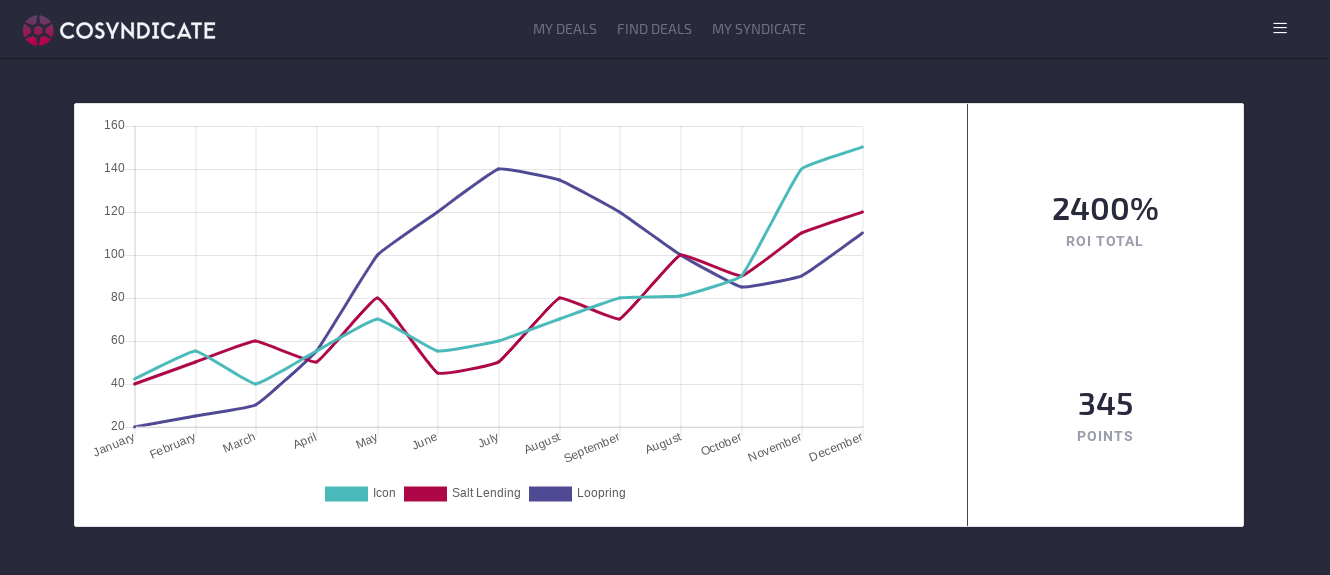 COSYNDICATE
MY DEALS FIND DEALS MY SYNDICATE
160
140
120
100
80
60
40
20
January February March April May June July August September August October November December
Icon Salt Lending Loopring
2400%
ROI TOTAL
345
POINTS